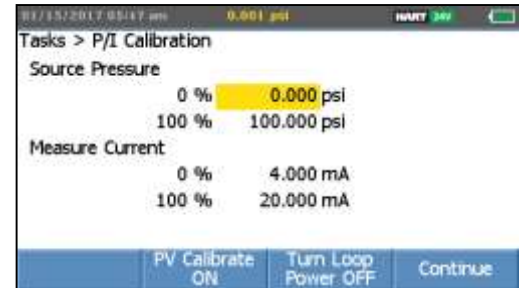 01/15/2017 05:47 am 0.001 psi HART 24V
Tasks > P/I Calibration
Source Pressure
0 % 0.000 psi
100 % 100.000 psi
Measure Current
0 % 4.000 mA
100 % 20.000 mA
PV Calibrate ON
Turn Loop Power OFF
Continue